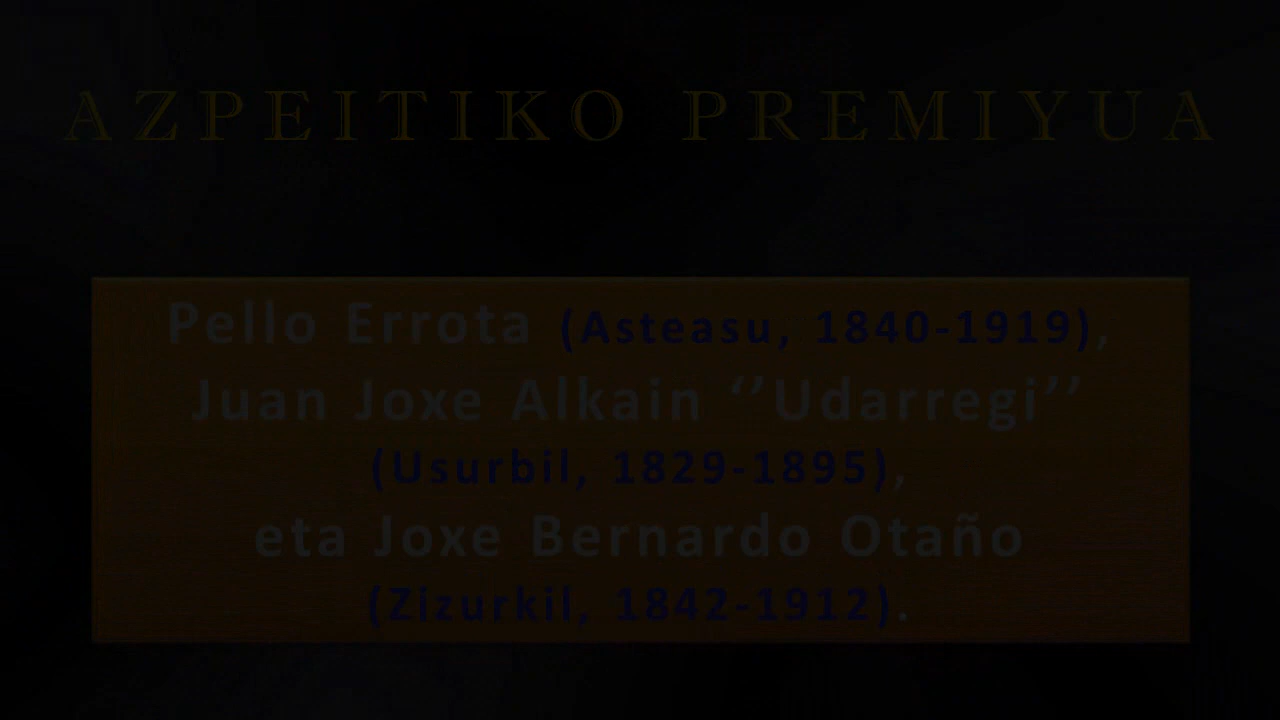 AZPEITIKO PREMIYUA
Pello Errota (Asteasu, 1840-1919),
Juan Joxe Alkain ‘’Udarregi’’
(Usurbil, 1829-1895),
eta Joxe Bernardo Otaño
(Zizurkil, 1842-1912).